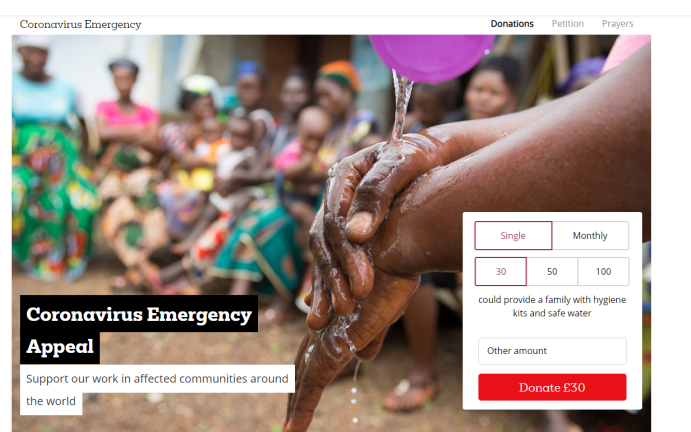 Coronavirus Emergency
Donations Petition Prayers
Single Monthly
30 50 100
could provide a family with hygiene
kits and safe water
Other amount
Donate £30
Coronavirus Emergency
Appeal
Support our work in affected communities around
the world